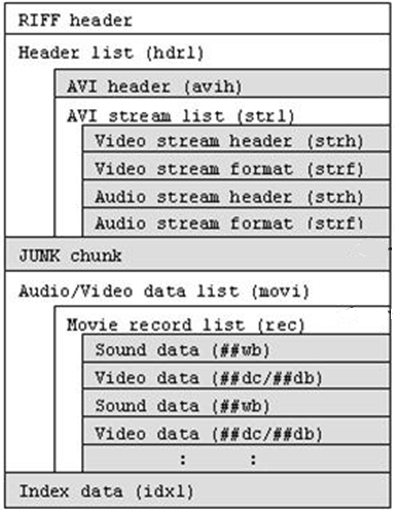 RIFF header
Header list (hdrl)
AVI header (avih)
AVI stream list (strl)
Video stream header (strh)
Video stream format (strf)
Audio stream header (strh)
Audio stream format (strf)
JUNK chunk
Audio/Video data list (movi)
Movie record list (rec)
Sound data (##wb)
Video data (##dc/##db)
Sound data (##wb)
Video data (##dc/##db)
: :
Index data (idx1)